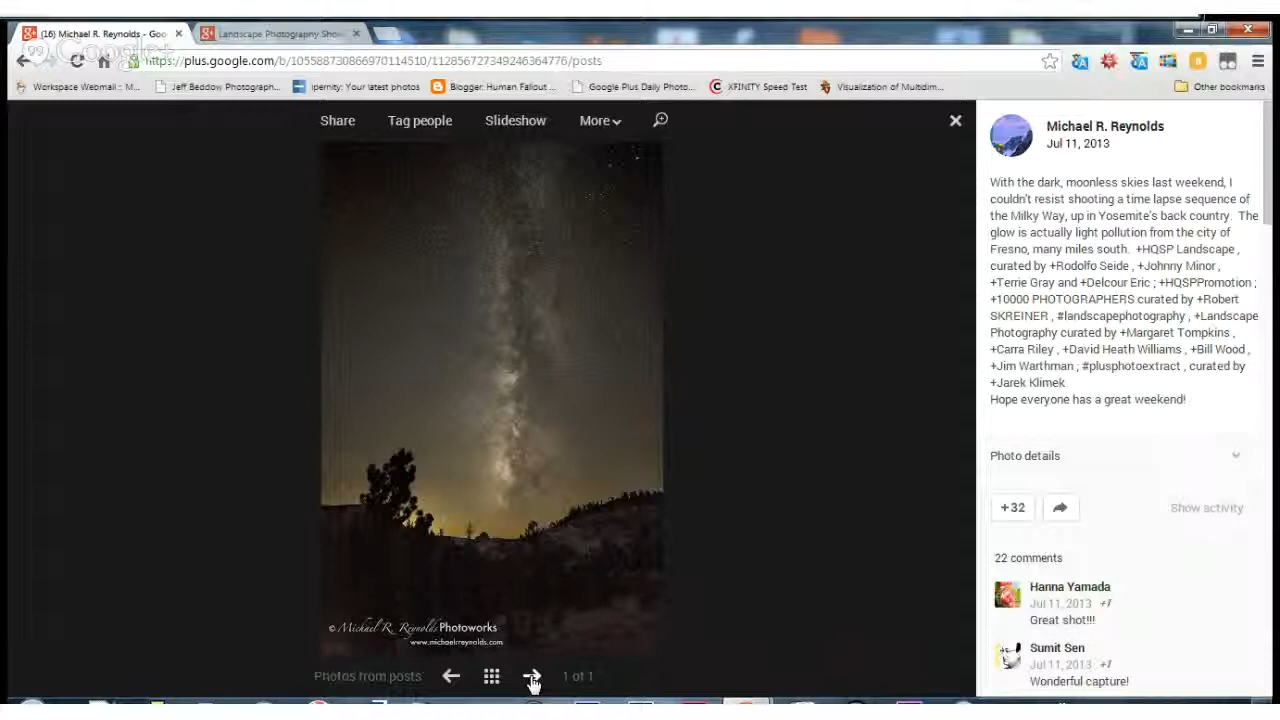 (16) Michael R. Reynolds - Goo
Landscape Photography Show
Google+
https://plus.google.com/b/105588730866970114510/112856727349246364776/posts
Workspace Webmail :: M...
Jeff Beddow Photograph...
ipernity: Your latest photos
Blogger: Human Fallout ...
Google Plus Daily Photo...
XFINITY Speed Test
Visualization of Multidim...
Other bookmarks
Share
Tag people
Slideshow
More
Michael R. Reynolds
Jul 11, 2013
With the dark, moonless skies last weekend, I
couldn't resist shooting a time lapse sequence of
the Milky Way, up in Yosemite's back country. The
glow is actually light pollution from the city of
Fresno, many miles south. +HQSP Landscape ,
curated by +Rodolfo Seide , +Johnny Minor ,
+Terrie Gray and +Delcour Eric ; +HQSPPromotion ;
+10000 PHOTOGRAPHERS curated by +Robert
SKREINER , #landscapephotography , +Landscape
Photography curated by +Margaret Tompkins ,
+Carra Riley , +David Heath Williams , +Bill Wood ,
+Jim Warthman ; #plusphotoextract , curated by
+Jarek Klimek
Hope everyone has a great weekend!
Photo details
+32
Show activity
22 comments
Hanna Yamada
Jul 11, 2013 +1
Great shot!!!
Sumit Sen
Jul 11, 2013 +1
Wonderful capture!
© Michael R. Reynolds Photoworks
www.michaelrreynolds.com
Photos from posts
1 of 1